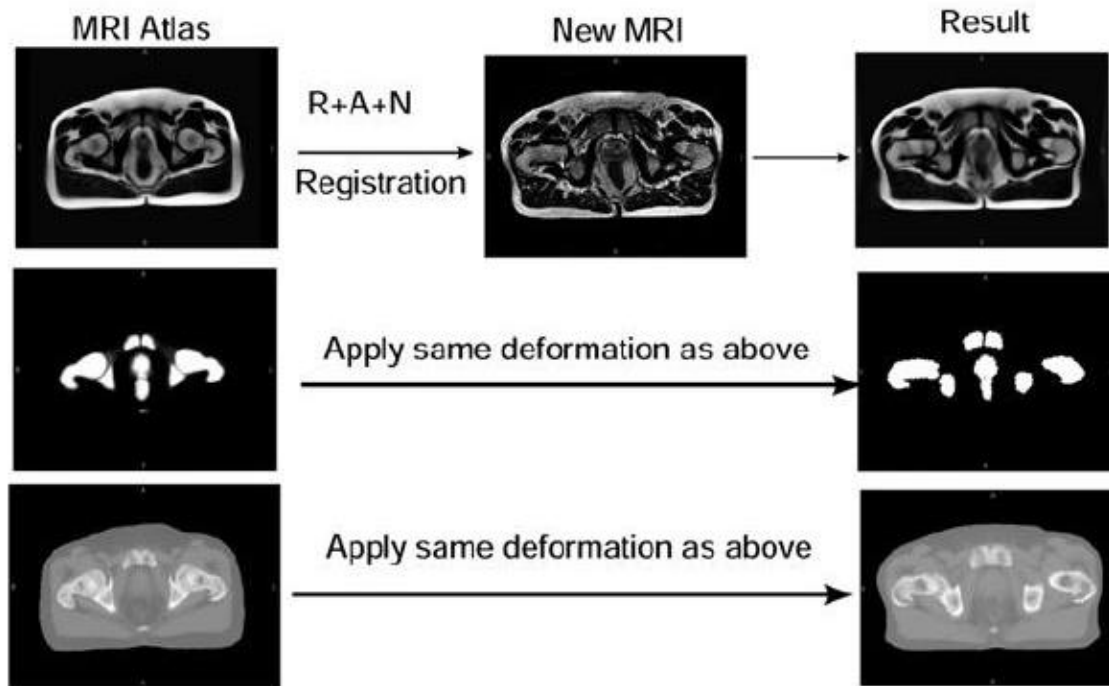 MRI Atlas
New MRI
Result
R+A+N
Registration
Apply same deformation as above
Apply same deformation as above